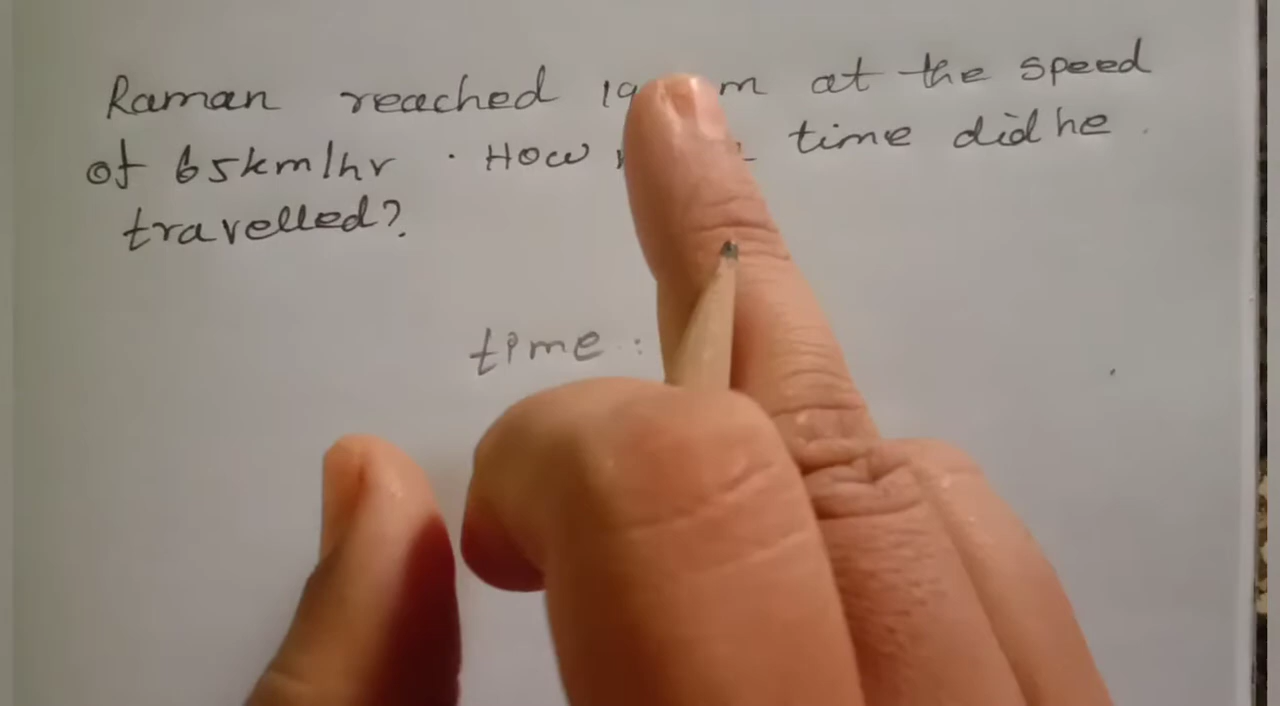 Raman reached 19 m at the speed
of 65km/hr . How time did he
travelled?
time :